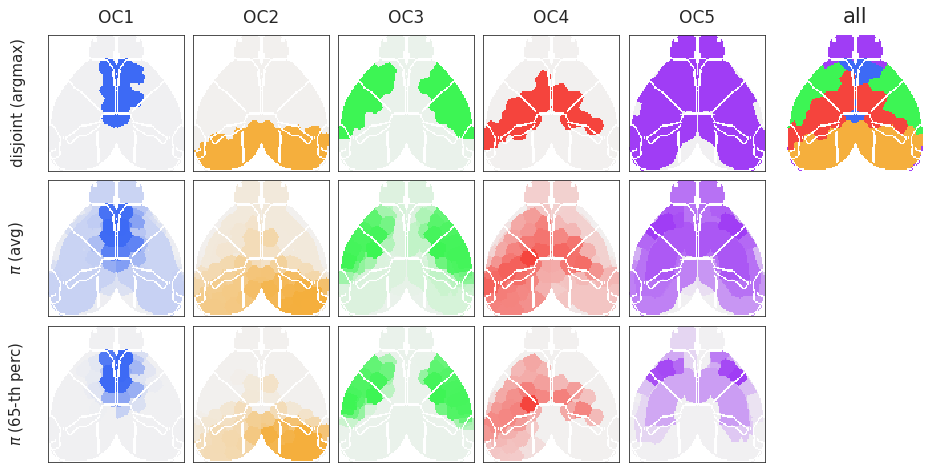 OC1 OC2 OC3 OC4 OC5 all
disjoint (argmax)
π (avg)
π (65-th perc)